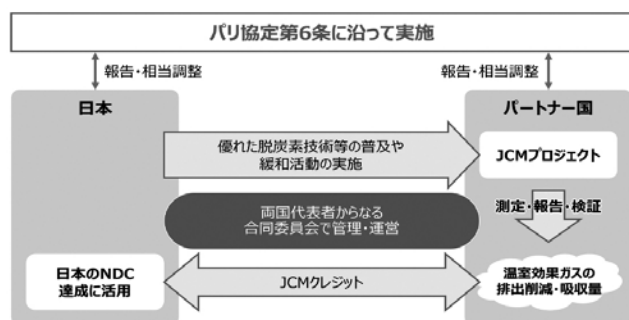 パリ協定第6条に沿って実施
報告・相当調整
報告・相当調整
日本
パートナー国
優れた脱炭素技術等の普及や
緩和活動の実施
JCMプロジェクト
両国代表者からなる
合同委員会で管理・運営
測定・報告・検証
日本のNDC
達成に活用
JCMクレジット
温室効果ガスの
排出削減・吸収量